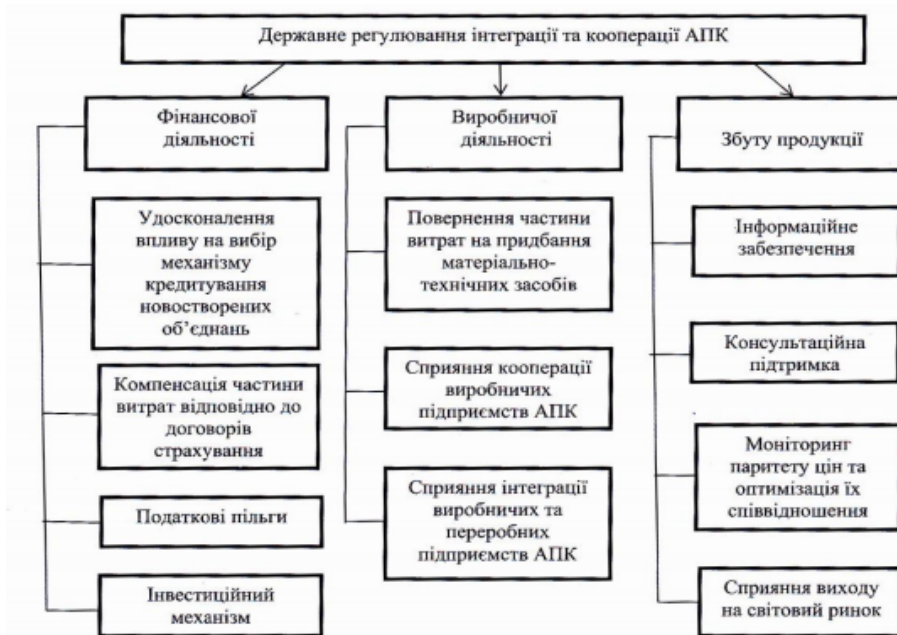 Державне регулювання інтеграції та кооперації АПК
Фінансової
діяльності
Удосконалення
впливу на вибір
механізму
кредитування
новостворених
об’єднань
Компенсація частини
витрат відповідно до
договорів
страхування
Податкові пільги
Інвестиційний
механізм
Виробничої
діяльності
Повернення частини
витрат на придбання
матеріально-
технічних засобів
Сприяння кооперації
виробничих
підприємств АПК
Сприяння інтеграції
виробничих та
переробних
підприємств АПК
Збуту продукції
Інформаційне
забезпечення
Консультаційна
підтримка
Моніторинг
паритету цін та
оптимізація їх
співвідношення
Сприяння виходу
на світовий ринок